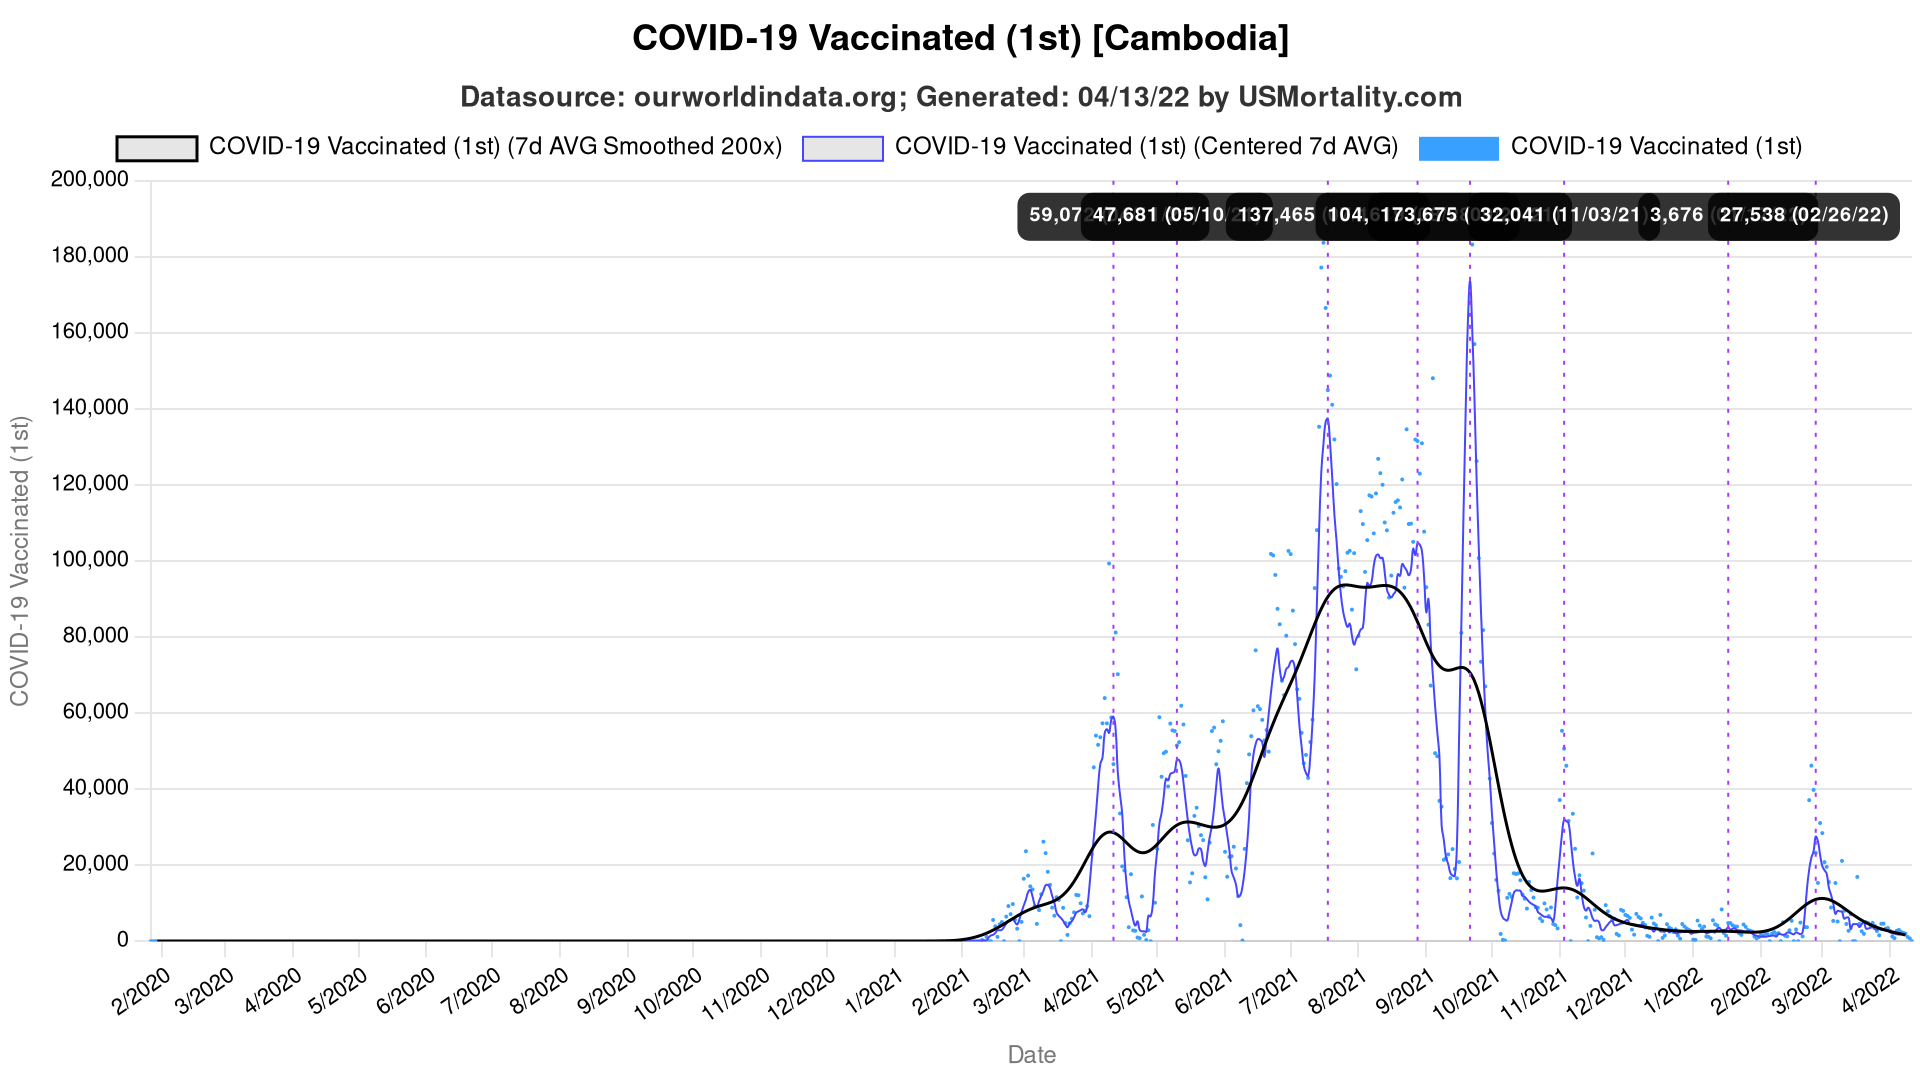 COVID-19 Vaccinated (1st) [Cambodia]
Datasource: ourworldindata.org; Generated: 04/13/22 by USMortality.com
COVID-19 Vaccinated (1st) (7d AVG Smoothed 200x) COVID-19 Vaccinated (1st) (Centered 7d AVG) COVID-19 Vaccinated (1st)
200,000
59,07 47,681 (05/10/ 137,465 104, 173,675 ( 32,041 (11/03/21) 3,676 27,538 (02/26/22)
180,000
160,000
140,000
120,000
100,000
80,000
60,000
40,000
20,000
0
COVID-19 Vaccinated (1st)
2/2020 3/2020 4/2020 5/2020 6/2020 7/2020 8/2020 9/2020 10/2020 11/2020 12/2020 1/2021 2/2021 3/2021 4/2021 5/2021 6/2021 7/2021 8/2021 9/2021 10/2021 11/2021 12/2021 1/2022 2/2022 3/2022 4/2022
Date